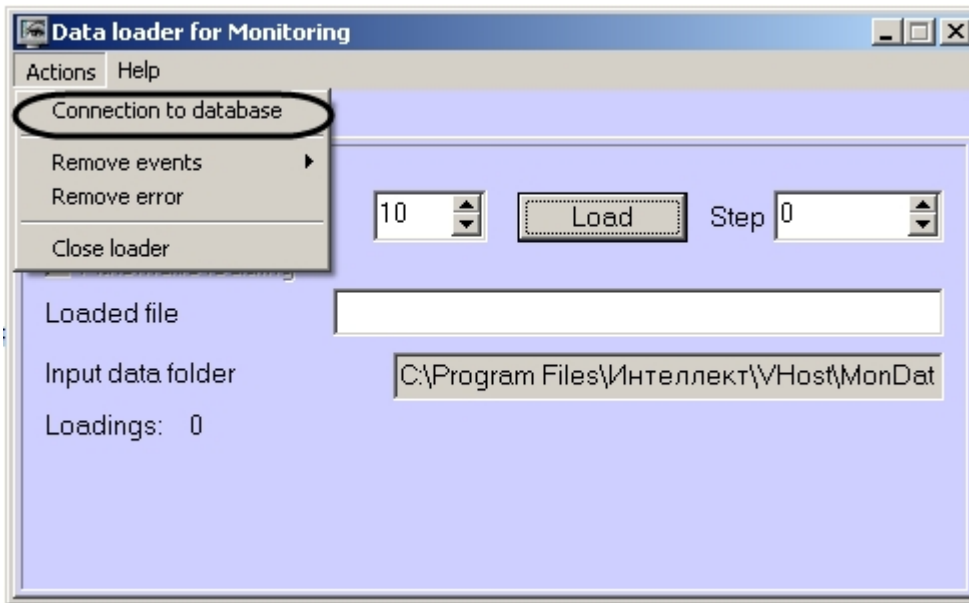 Data loader for Monitoring
Actions Help
Connection to database
Remove events
Remove error
10 Load Step 0
Close loader
Loaded file
Input data folder C:\Program Files\Интеллект\VHost\MonDat
Loadings: 0